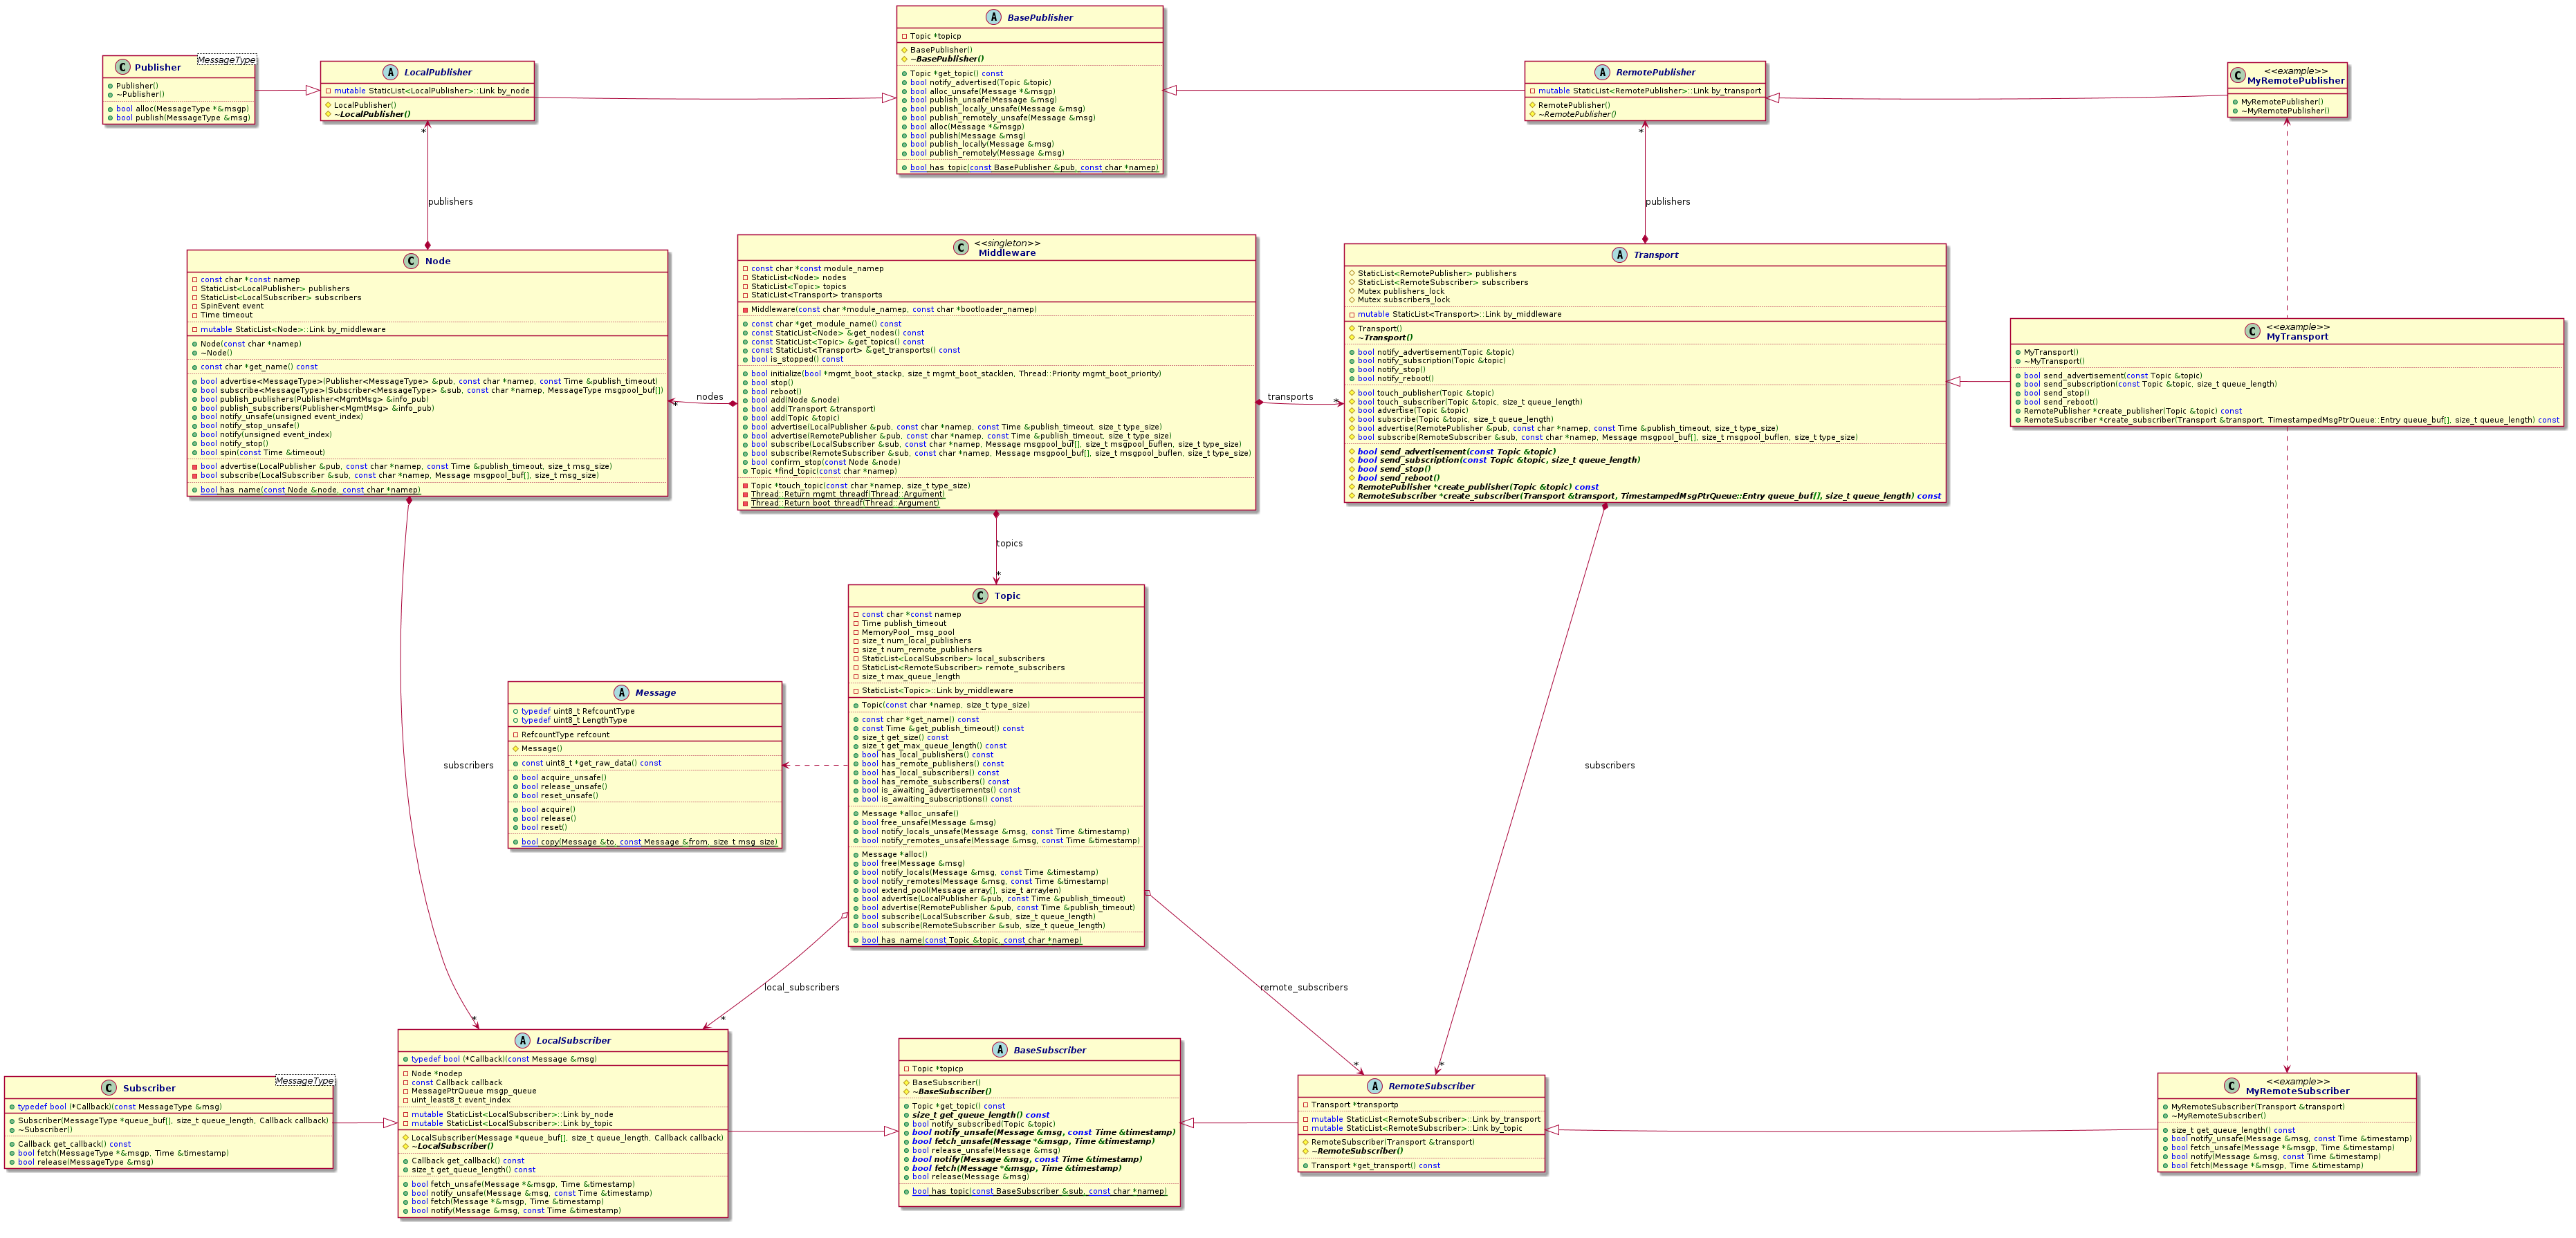 BasePublisher
Topic *topicp
BasePublisher()
~BasePublisher()
Topic *get_topic() const
bool notify_advertised(Topic &topic)
bool alloc_unsafe(Message *&msgp)
bool publish_unsafe(Message &msg)
bool publish_locally_unsafe(Message &msg)
bool publish_remotely_unsafe(Message &msg)
bool alloc(Message *&msgp)
bool publish(Message &msg)
bool publish_locally(Message &msg)
bool publish_remotely(Message &msg)
bool has_topic(const BasePublisher &pub, const char *namep)
Publisher
MessageType
Publisher()
~Publisher()
bool alloc(MessageType *&msgp)
bool publish(MessageType &msg)
LocalPublisher
mutable StaticList<LocalPublisher>::Link by_node
LocalPublisher()
~LocalPublisher()
RemotePublisher
mutable StaticList<RemotePublisher>::Link by_transport
RemotePublisher()
~RemotePublisher()
<<example>>
MyRemotePublisher
MyRemotePublisher()
~MyRemotePublisher()
*
*
publishers
publishers
Node
const char *const namep
StaticList<LocalPublisher> publishers
StaticList<LocalSubscriber> subscribers
SpinEvent event
Time timeout
mutable StaticList<Node>::Link by_middleware
Node(const char *namep)
~Node()
const char *get_name() const
bool advertise<MessageType>(Publisher<MessageType> &pub, const char *namep, const Time &publish_timeout)
bool subscribe<MessageType>(Subscriber<MessageType> &sub, const char *namep, MessageType msgpool_buf[])
bool publish_publishers(Publisher<MgmtMsg> &info_pub)
bool publish_subscribers(Publisher<MgmtMsg> &info_pub)
bool notify_unsafe(unsigned event_index)
bool notify_stop_unsafe()
bool notify(unsigned event_index)
bool notify_stop()
bool spin(const Time &timeout)
bool advertise(LocalPublisher &pub, const char *namep, const Time &publish_timeout, size_t msg_size)
bool subscribe(LocalSubscriber &sub, const char *namep, Message msgpool_buf[], size_t msg_size)
bool has_name(const Node &node, const char *namep)
nodes
*
<<singleton>>
Middleware
const char *const module_namep
StaticList<Node> nodes
StaticList<Topic> topics
StaticList<Transport> transports
Middleware(const char *module_namep, const char *bootloader_namep)
const char *get_module_name() const
const StaticList<Node> &get_nodes() const
const StaticList<Topic> &get_topics() const
const StaticList<Transport> &get_transports() const
bool is_stopped() const
bool initialize(bool *mgmt_boot_stackp, size_t mgmt_boot_stacklen, Thread::Priority mgmt_boot_priority)
bool stop()
bool reboot()
bool add(Node &node)
bool add(Transport &transport)
bool add(Topic &topic)
bool advertise(LocalPublisher &pub, const char *namep, const Time &publish_timeout, size_t type_size)
bool advertise(RemotePublisher &pub, const char *namep, const Time &publish_timeout, size_t type_size)
bool subscribe(LocalSubscriber &sub, const char *namep, Message msgpool_buf[], size_t msgpool_buflen, size_t type_size)
bool subscribe(RemoteSubscriber &sub, const char *namep, Message msgpool_buf[], size_t msgpool_buflen, size_t type_size)
bool confirm_stop(const Node &node)
Topic *find_topic(const char *namep)
Topic *touch_topic(const char *namep, size_t type_size)
Thread::Return mgmt_threadf(Thread::Argument)
Thread::Return boot_threadf(Thread::Argument)
transports
*
Transport
StaticList<RemotePublisher> publishers
StaticList<RemoteSubscriber> subscribers
Mutex publishers_lock
Mutex subscribers_lock
mutable StaticList<Transport>::Link by_middleware
Transport()
~Transport()
bool notify_advertisement(Topic &topic)
bool notify_subscription(Topic &topic)
bool notify_stop()
bool notify_reboot()
bool touch_publisher(Topic &topic)
bool touch_subscriber(Topic &topic, size_t queue_length)
bool advertise(Topic &topic)
bool subscribe(Topic &topic, size_t queue_length)
bool advertise(RemotePublisher &pub, const char *namep, const Time &publish_timeout, size_t type_size)
bool subscribe(RemoteSubscriber &sub, const char *namep, Message msgpool_buf[], size_t msgpool_buflen, size_t type_size)
bool send_advertisement(const Topic &topic)
bool send_subscription(const Topic &topic, size_t queue_length)
bool send_stop()
bool send_reboot()
RemotePublisher *create_publisher(Topic &topic) const
RemoteSubscriber *create_subscriber(Transport &transport, TimestampedMsgPtrQueue::Entry queue_buf[], size_t queue_length) const
<<example>>
MyTransport
MyTransport()
~MyTransport()
bool send_advertisement(const Topic &topic)
bool send_subscription(const Topic &topic, size_t queue_length)
bool send_stop()
bool send_reboot()
RemotePublisher *create_publisher(Topic &topic) const
RemoteSubscriber *create_subscriber(Transport &transport, TimestampedMsgPtrQueue::Entry queue_buf[], size_t queue_length) const
topics
*
Topic
const char *const namep
Time publish_timeout
MemoryPool_ msg_pool
size_t num_local_publishers
size_t num_remote_publishers
StaticList<LocalSubscriber> local_subscribers
StaticList<RemoteSubscriber> remote_subscribers
size_t max_queue_length
StaticList<Topic>::Link by_middleware
Topic(const char *namep, size_t type_size)
const char *get_name() const
const Time &get_publish_timeout() const
size_t get_size() const
size_t get_max_queue_length() const
bool has_local_publishers() const
bool has_remote_publishers() const
bool has_local_subscribers() const
bool has_remote_subscribers() const
bool is_awaiting_advertisements() const
bool is_awaiting_subscriptions() const
Message *alloc_unsafe()
bool free_unsafe(Message &msg)
bool notify_locals_unsafe(Message &msg, const Time &timestamp)
bool notify_remotes_unsafe(Message &msg, const Time &timestamp)
Message *alloc()
bool free(Message &msg)
bool notify_locals(Message &msg, const Time &timestamp)
bool notify_remotes(Message &msg, const Time &timestamp)
bool extend_pool(Message array[], size_t arraylen)
bool advertise(LocalPublisher &pub, const Time &publish_timeout)
bool advertise(RemotePublisher &pub, const Time &publish_timeout)
bool subscribe(LocalSubscriber &sub, size_t queue_length)
bool subscribe(RemoteSubscriber &sub, size_t queue_length)
bool has_name(const Topic &topic, const char *namep)
Message
typedef uint8_t RefcountType
typedef uint8_t LengthType
RefcountType refcount
Message()
const uint8_t *get_raw_data() const
bool acquire_unsafe()
bool release_unsafe()
bool reset_unsafe()
bool acquire()
bool release()
bool reset()
bool copy(Message &to, const Message &from, size_t msg_size)
subscribers
subscribers
local_subscribers
remote_subscribers
*
*
*
*
Subscriber
MessageType
typedef bool (*Callback)(const MessageType &msg)
Subscriber(MessageType *queue_buf[], size_t queue_length, Callback callback)
~Subscriber()
Callback get_callback() const
bool fetch(MessageType *&msgp, Time &timestamp)
bool release(MessageType &msg)
LocalSubscriber
typedef bool (*Callback)(const Message &msg)
Node *nodep
const Callback callback
MessagePtrQueue msgp_queue
uint_least8_t event_index
mutable StaticList<LocalSubscriber>::Link by_node
mutable StaticList<LocalSubscriber>::Link by_topic
LocalSubscriber(Message *queue_buf[], size_t queue_length, Callback callback)
~LocalSubscriber()
Callback get_callback() const
size_t get_queue_length() const
bool fetch_unsafe(Message *&msgp, Time &timestamp)
bool notify_unsafe(Message &msg, const Time &timestamp)
bool fetch(Message *&msgp, Time &timestamp)
bool notify(Message &msg, const Time &timestamp)
BaseSubscriber
Topic *topicp
BaseSubscriber()
~BaseSubscriber()
Topic *get_topic() const
size_t get_queue_length() const
bool notify_subscribed(Topic &topic)
bool notify_unsafe(Message &msg, const Time &timestamp)
bool fetch_unsafe(Message *&msgp, Time &timestamp)
bool release_unsafe(Message &msg)
bool notify(Message &msg, const Time &timestamp)
bool fetch(Message *&msgp, Time &timestamp)
bool release(Message &msg)
bool has_topic(const BaseSubscriber &sub, const char *namep)
RemoteSubscriber
Transport *transportp
mutable StaticList<RemoteSubscriber>::Link by_transport
mutable StaticList<RemoteSubscriber>::Link by_topic
RemoteSubscriber(Transport &transport)
~RemoteSubscriber()
Transport *get_transport() const
<<example>>
MyRemoteSubscriber
MyRemoteSubscriber(Transport &transport)
~MyRemoteSubscriber()
size_t get_queue_length() const
bool notify_unsafe(Message &msg, const Time &timestamp)
bool fetch_unsafe(Message *&msgp, Time &timestamp)
bool notify(Message &msg, const Time &timestamp)
bool fetch(Message *&msgp, Time &timestamp)